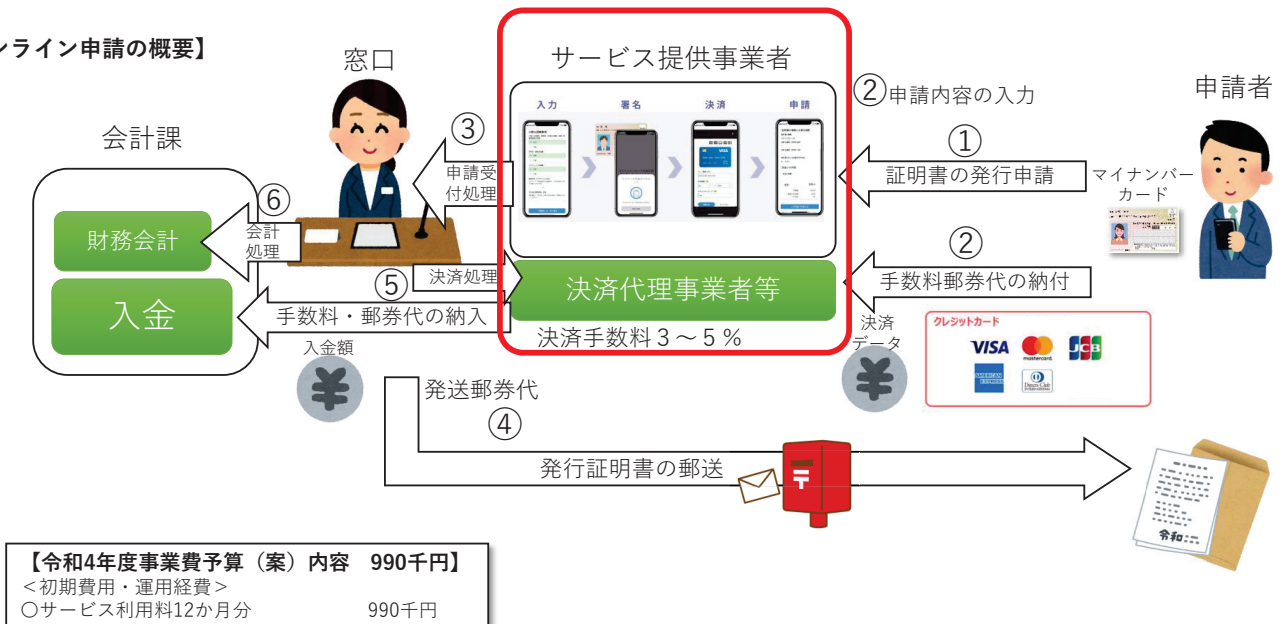 ンライン申請の概要】
窓口
サービス提供事業者
申請者
会計課
入力
署名
決済
申請
②申請内容の入力
③
申請受
付処理
①
証明書の発行申請
マイナンバー
カード
⑥
会計
処理
財務会計
②
手数料郵券代の納付
決済処理
⑤
決済代理事業者等
入金
手数料・郵券代の納入
決済手数料3～5%
決済
データ
入金額
¥
¥
クレジットカード
VISA
mastercard
JCB
AMERICAN EXPRESS
Diners Club
INTERNATIONAL
発送郵券代
④
発行証明書の郵送
〒
令和
【令和4年度事業費予算（案）内容　990千円】
＜初期費用・運用経費＞
〇サービス利用料12か月分　990千円